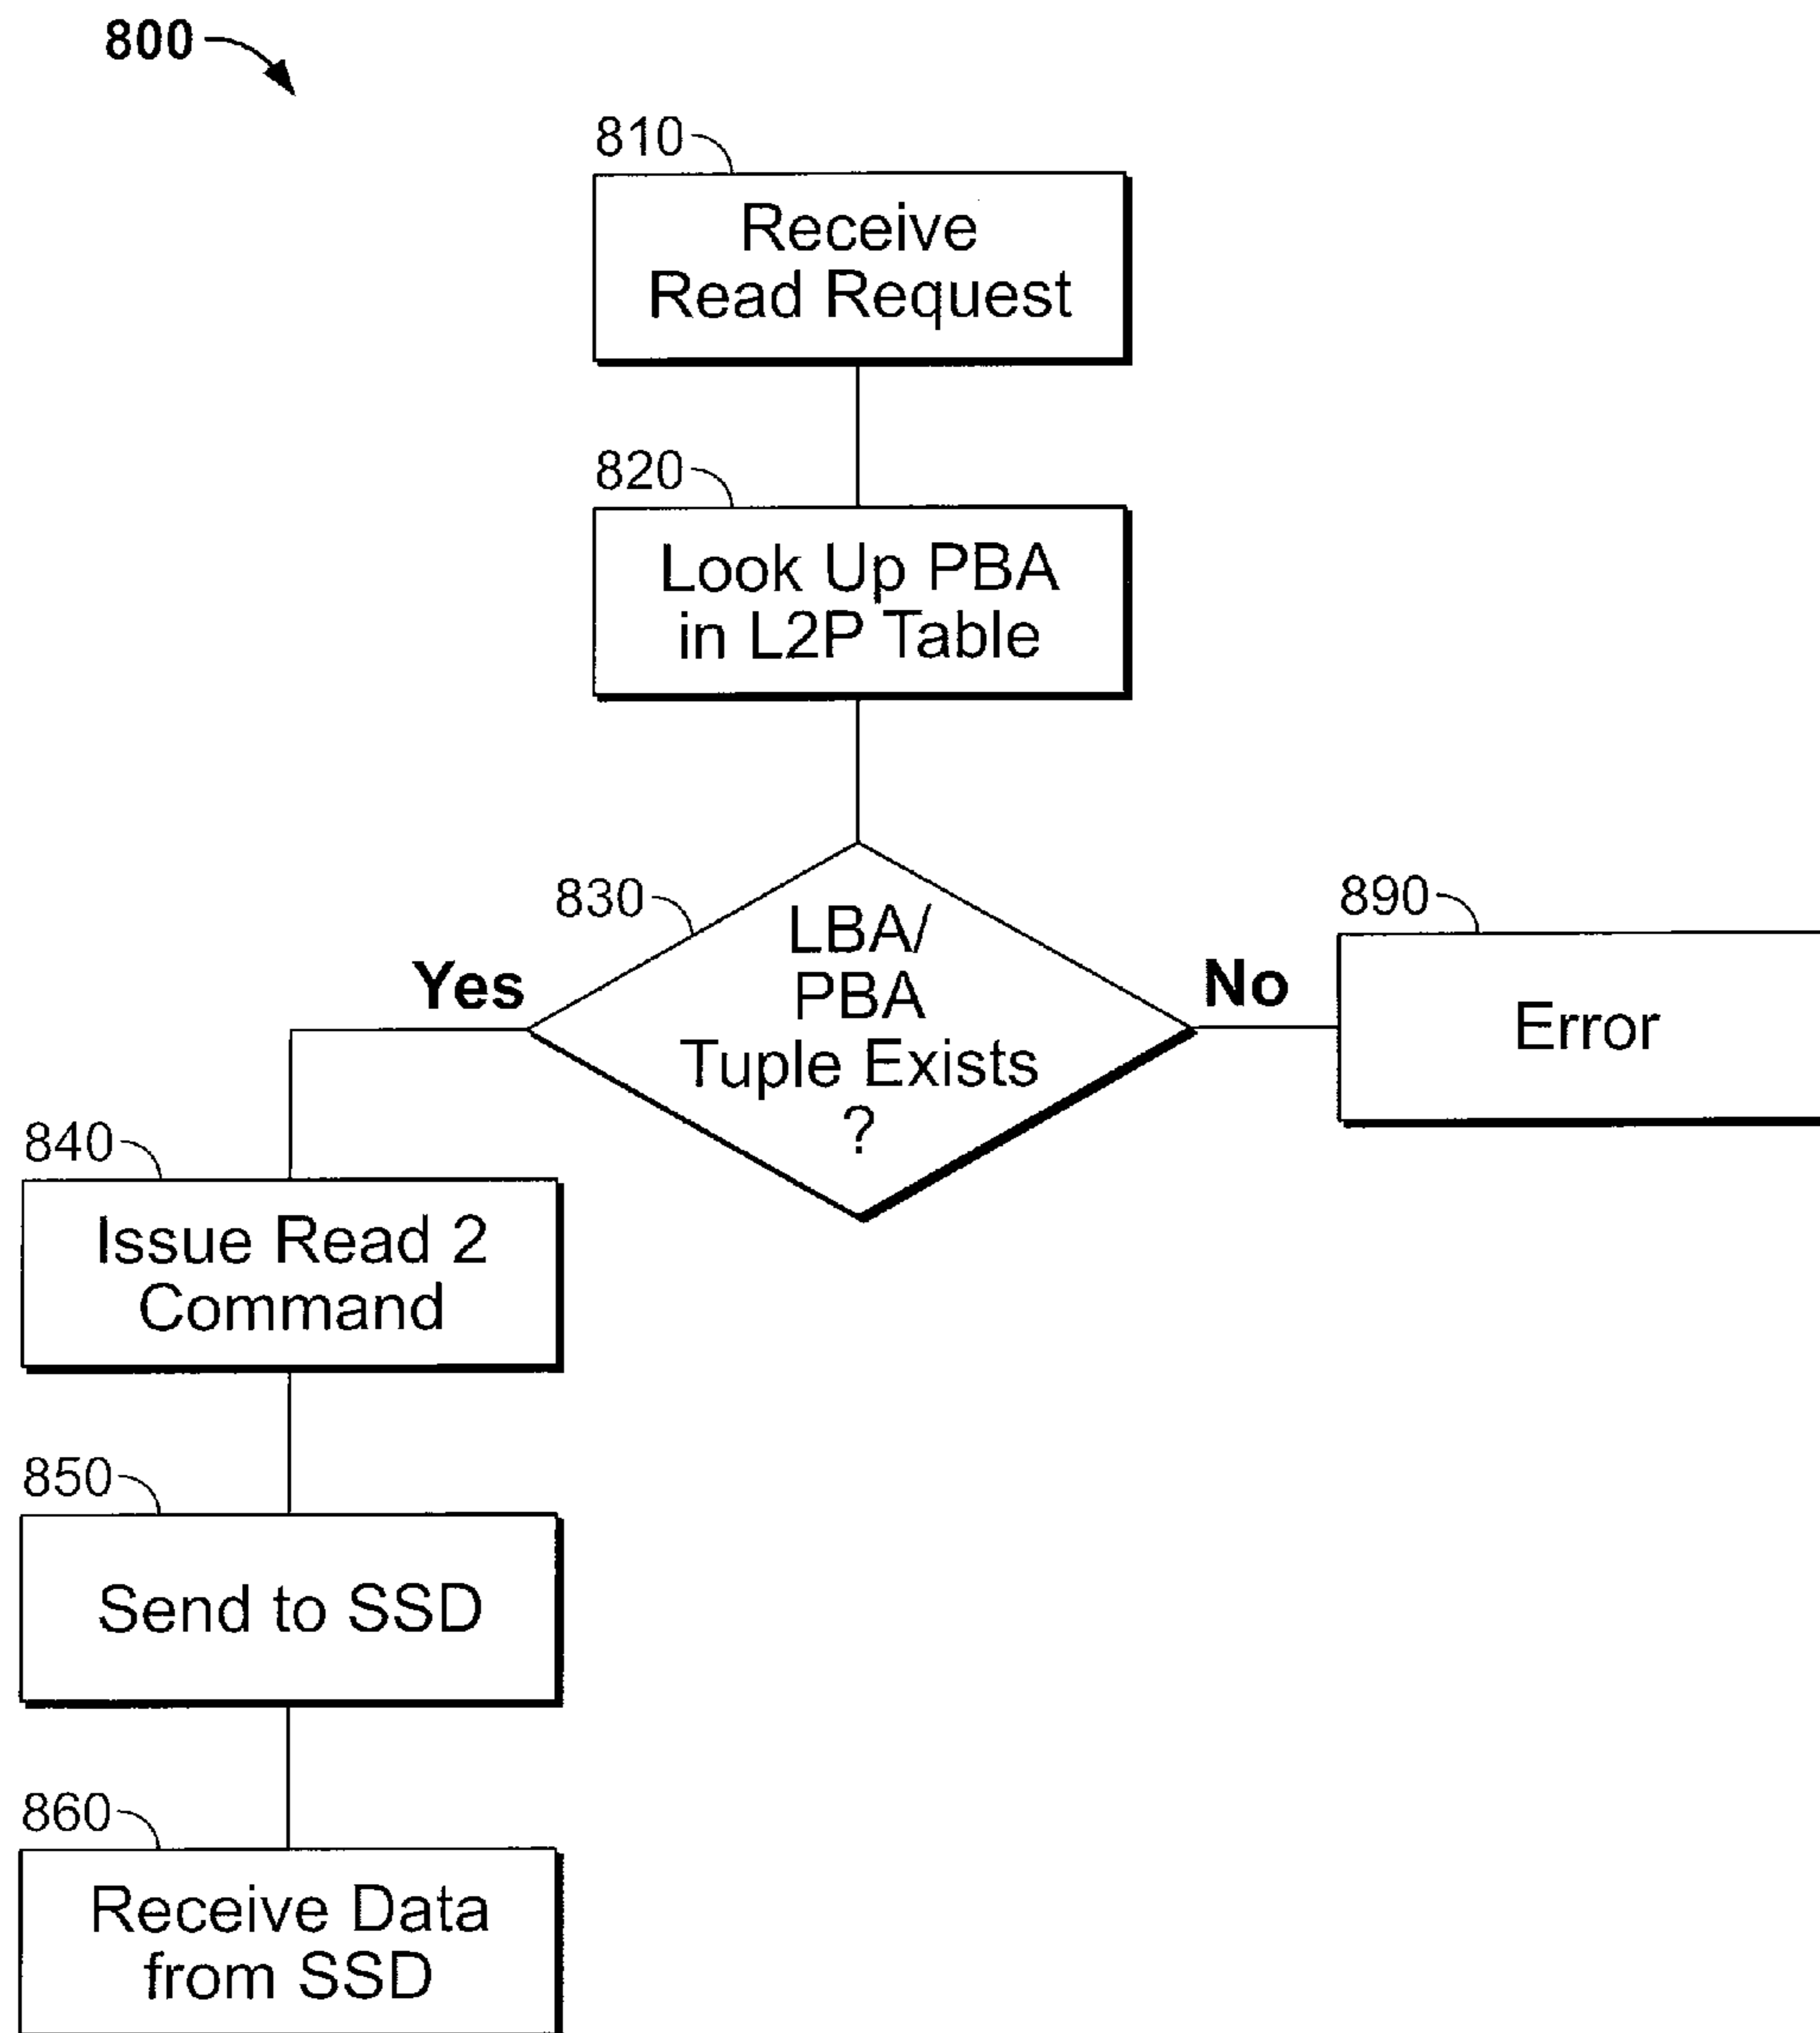 800
810
Receive
Read Request
820
Look Up PBA
in L2P Table
830
LBA/
PBA
Tuple Exists
?
Yes
No
890
Error
840
Issue Read 2
Command
850
Send to SSD
860
Receive Data
from SSD